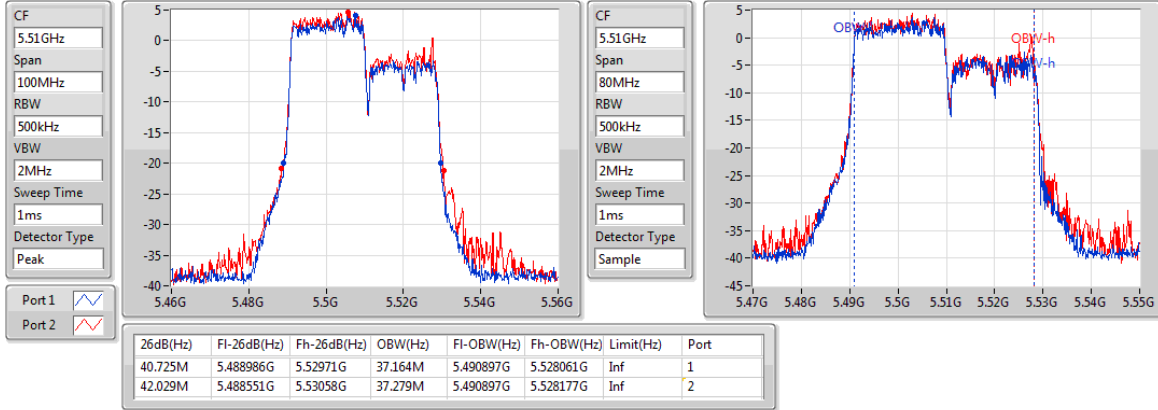 CF
5.51GHz
Span
100MHz
RBW
500kHz
VBW
2MHz
Sweep Time
1ms
Detector Type
Peak
Port 1
Port 2
5
0
-5
-10
-15
-20
-25
-30
-35
-40
5.46G 5.48G 5.5G 5.52G 5.54G 5.56G
CF
5.51GHz
Span
80MHz
RBW
500kHz
VBW
2MHz
Sweep Time
1ms
Detector Type
Sample
5
0
-5
-10
-15
-20
-25
-30
-35
-40
-45
OBW
OBW-h
OBW-h
5.47G 5.48G 5.49G 5.5G 5.51G 5.52G 5.53G 5.54G 5.55G
26dB(Hz) Fl-26dB(Hz) Fh-26dB(Hz) OBW(Hz) Fl-OBW(Hz) Fh-OBW(Hz) Limit(Hz) Port
40.725M 5.488986G 5.52971G 37.164M 5.490897G 5.528061G Inf 1
42.029M 5.488551G 5.53058G 37.279M 5.490897G 5.528177G Inf 2